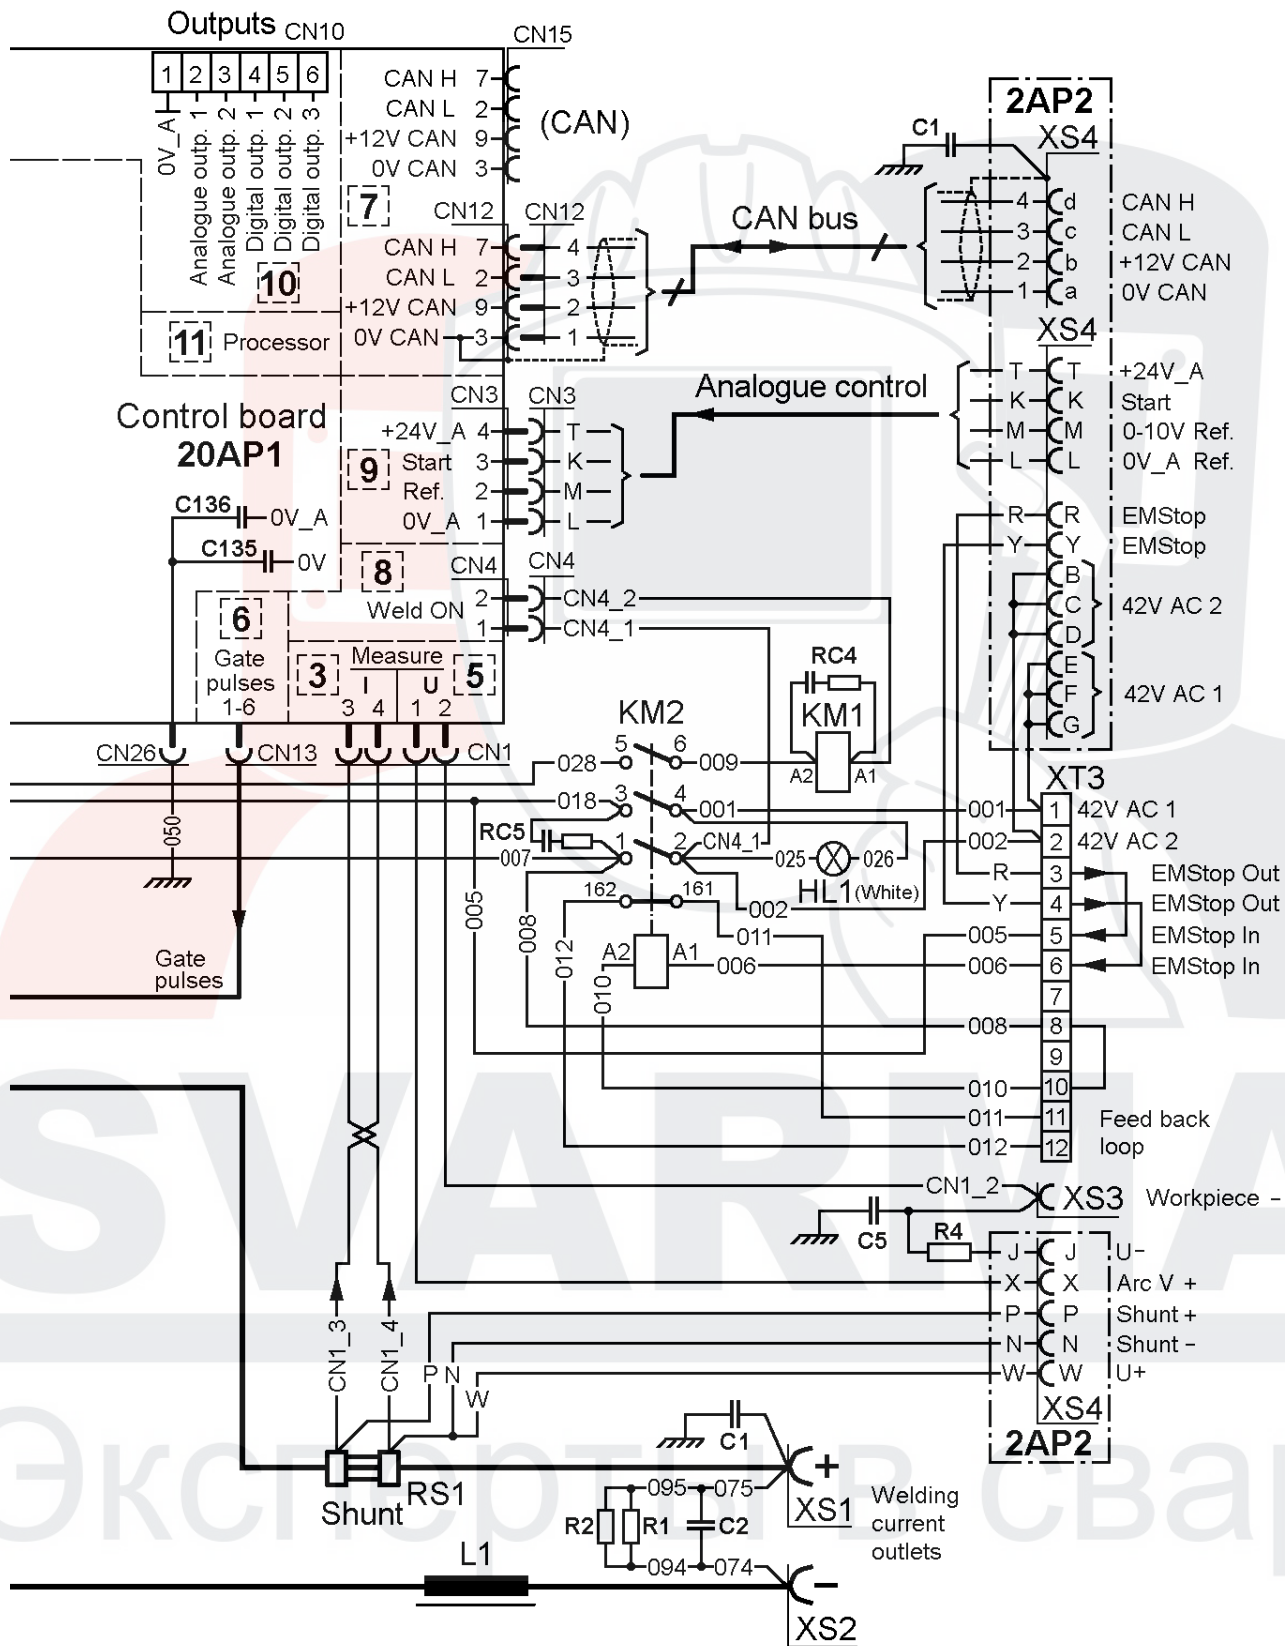 Outputs CN10
CN15
1 2 3 4 5 6
0V_A
Analogue outp. 1
Analogue outp. 2
Digital outp. 1
Digital outp. 2
Digital outp. 3
CAN H 7
CAN L 2
+12V CAN 9
0V CAN 3
(CAN)
7
10
11 Processor
CN12 CN12
CAN H 7 4
CAN L 2 3
+12V CAN 9 2
0V CAN 3 1
CAN bus
C1
2AP2
XS4
4 d CAN H
3 c CAN L
2 b +12V CAN
1 a 0V CAN
XS4
T T +24V_A
K K Start
M M 0-10V Ref.
L L 0V_A Ref.
R R EMStop
Y Y EMStop
B
C 42V AC 2
D
E
F 42V AC 1
G
Analogue control
Control board
20AP1
CN3 CN3
+24V_A 4 T
9 Start 3 K
Ref. 2 M
0V_A 1 L
C136 0V_A
C135 0V
8
CN4 CN4
Weld ON
2 CN4_2
1 CN4_1
6
Gate
pulses
1-6
Measure
3 I U 5
3 4 1 2
CN26 CN13 CN1
050
Gate
pulses
RC4
KM1
A2 A1
KM2
028 5 6 009
018 3 4 001
RC5
007 1 2 CN4_1
025 026
HL1 (White)
002
162 161
011
A2 A1
006
005
008
012
010
XT3
001 1 42V AC 1
002 2 42V AC 2
R 3 EMStop Out
Y 4 EMStop Out
005 5 EMStop In
006 6 EMStop In
7
008 8
9
010 10
011 11 Feed back
012 12 loop
CN1_2 XS3 Workpiece –
C5 R4
J J U–
X X Arc V +
P P Shunt +
N N Shunt –
W W U+
XS4
2AP2
CN1_3
CN1_4
P N
W
Shunt
RS1
C1
XS1 +
Welding
current
outlets
095 075
R2 R1 C2
094 074
L1
XS2 –
SVARMA
Эксперты в свар